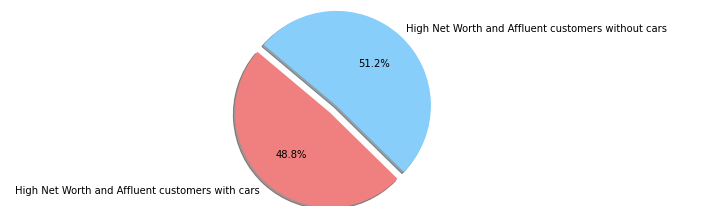 High Net Worth and Affluent customers without cars
51.2%
48.8%
High Net Worth and Affluent customers with cars